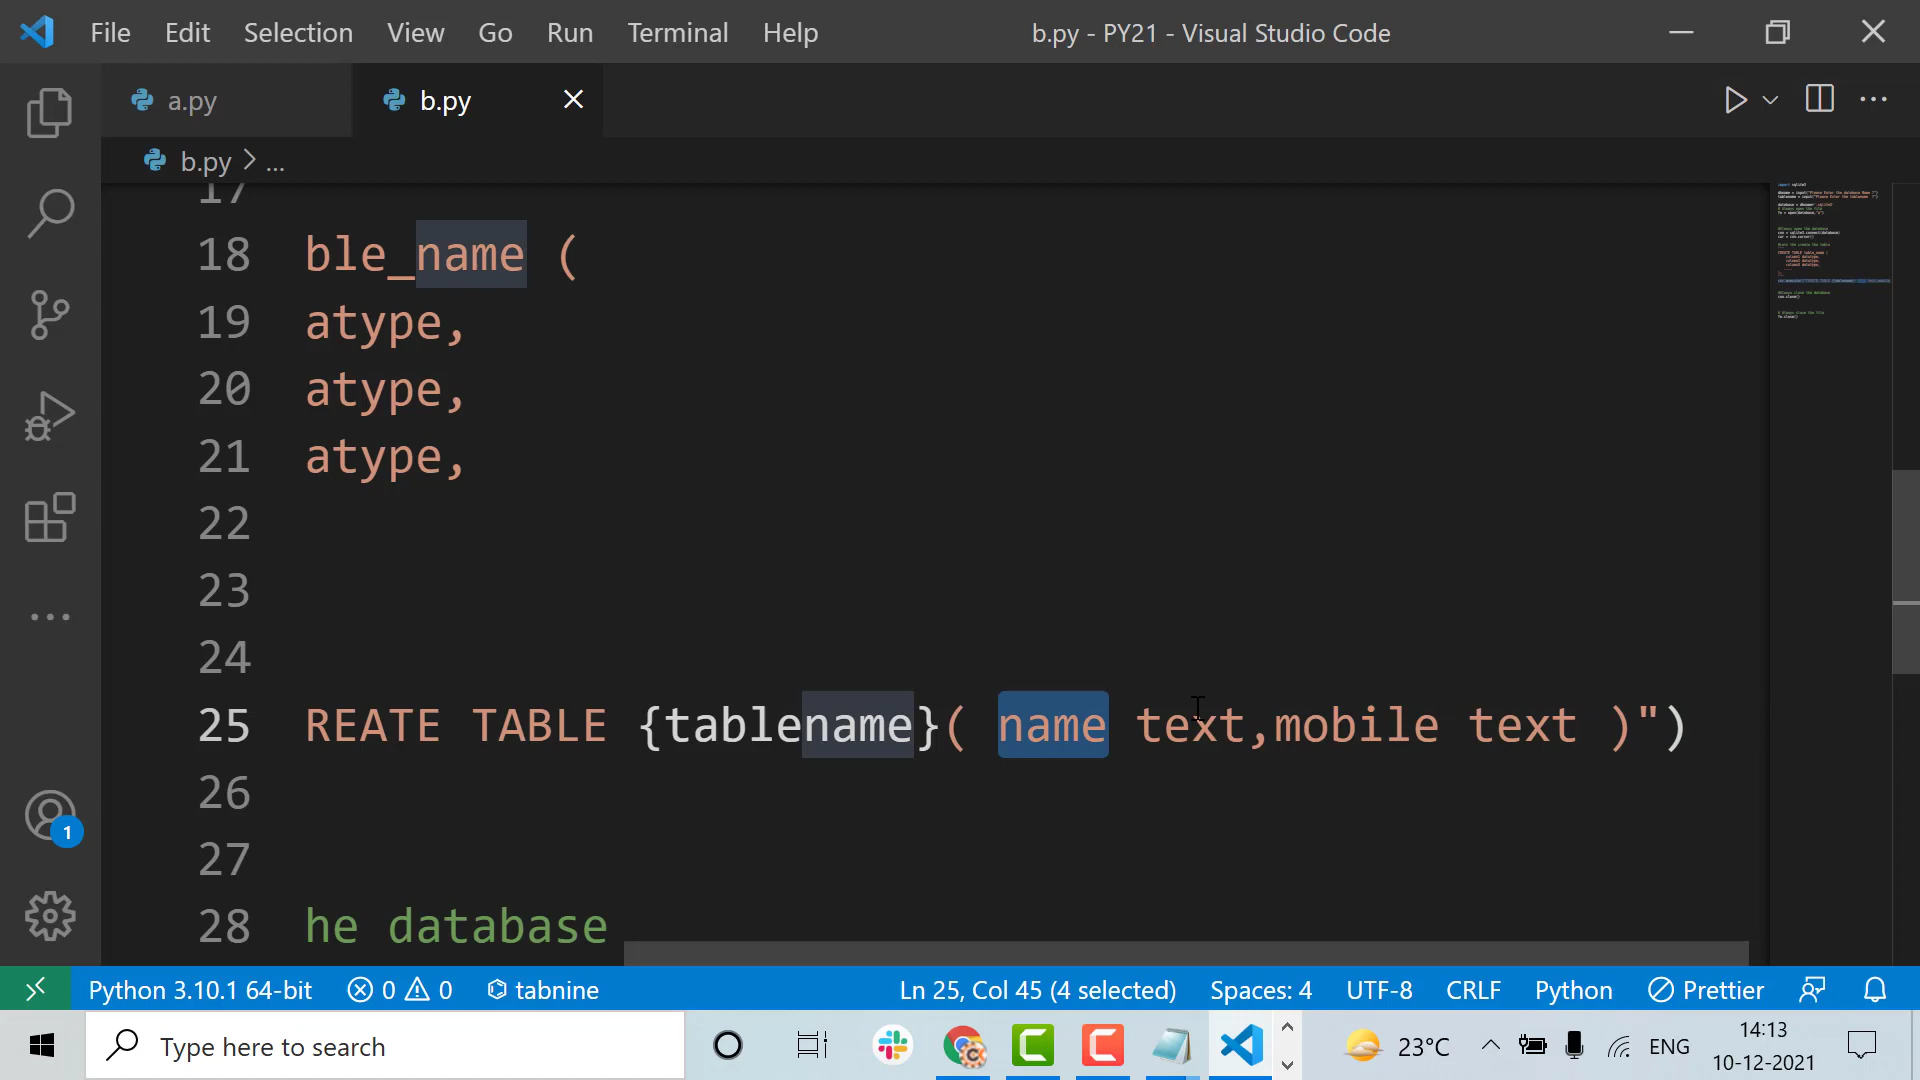 File Edit Selection View Go Run Terminal Help b.py - PY21 - Visual Studio Code
a.py b.py
b.py > ...
17
18 ble_name (
19 atype,
20 atype,
21 atype,
22
23
24
25 REATE TABLE {tablename}( name text,mobile text )")
26
27
28 he database
1
Python 3.10.1 64-bit 0 0 tabnine Ln 25, Col 45 (4 selected) Spaces: 4 UTF-8 CRLF Python Prettier
Type here to search 23°C ENG 14:13
10-12-2021